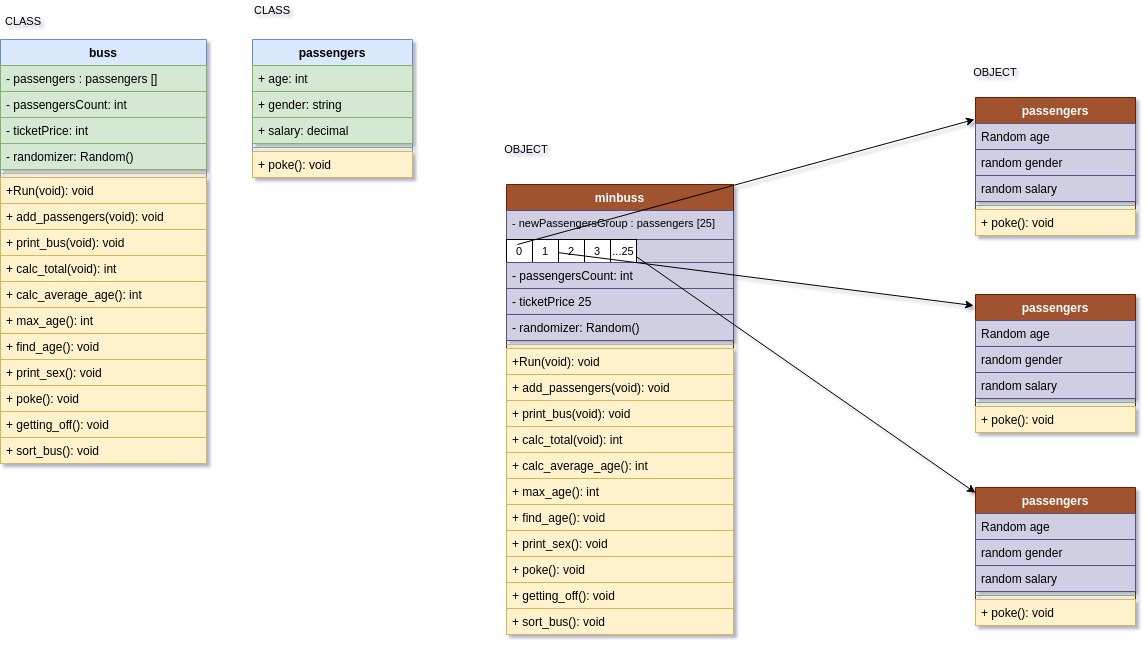 CLASS
buss
- passengers : passengers []
- passengersCount: int
- ticketPrice: int
- randomizer: Random()
+Run(void): void
+ add_passengers(void): void
+ print_bus(void): void
+ calc_total(void): int
+ calc_average_age(): int
+ max_age(): int
+ find_age(): void
+ print_sex(): void
+ poke(): void
+ getting_off(): void
+ sort_bus(): void
CLASS
passengers
+ age: int
+ gender: string
+ salary: decimal
+ poke(): void
OBJECT
minbuss
- newPassengersGroup : passengers [25]
0 1 2 3 ...25
- passengersCount: int
- ticketPrice 25
- randomizer: Random()
+Run(void): void
+ add_passengers(void): void
+ print_bus(void): void
+ calc_total(void): int
+ calc_average_age(): int
+ max_age(): int
+ find_age(): void
+ print_sex(): void
+ poke(): void
+ getting_off(): void
+ sort_bus(): void
OBJECT
passengers
Random age
random gender
random salary
+ poke(): void
passengers
Random age
random gender
random salary
+ poke(): void
passengers
Random age
random gender
random salary
+ poke(): void